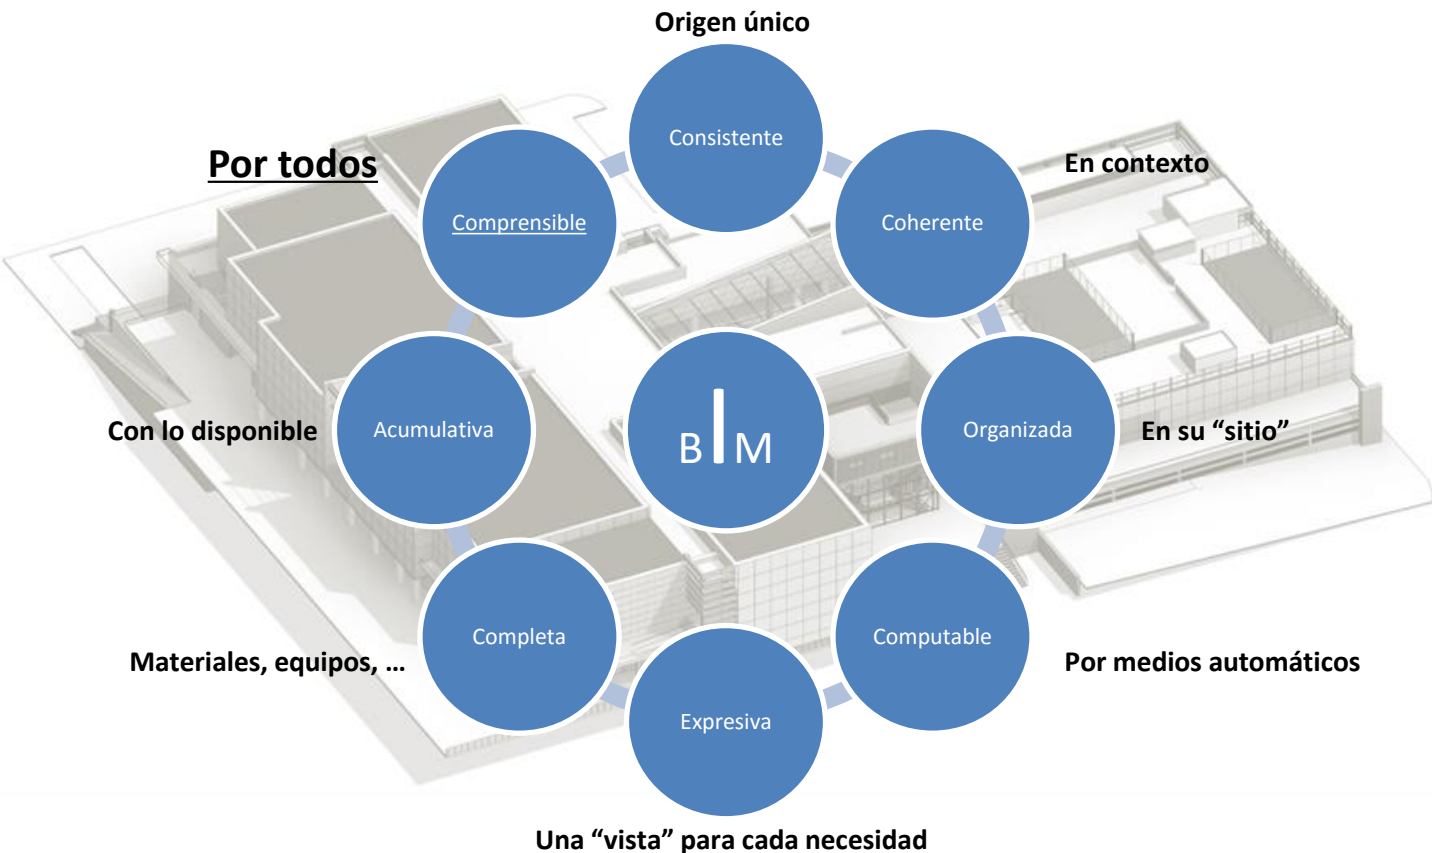 Origen único
Consistente
Por todos
Comprensible
En contexto
Coherente
Con lo disponible
Acumulativa
BIM
Organizada
En su “sitio”
Materiales, equipos, ...
Completa
Computable
Por medios automáticos
Expresiva
Una “vista” para cada necesidad